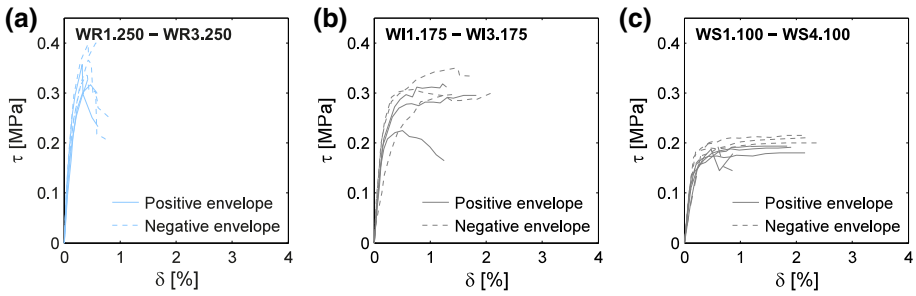 (a)
WR1.250 – WR3.250
0.4
0.3
0.2
0.1
0
τ [MPa]
Positive envelope
Negative envelope
0 1 2 3 4
δ [%]
(b)
WI1.175 – WI3.175
0.4
0.3
0.2
0.1
0
τ [MPa]
Positive envelope
Negative envelope
0 1 2 3 4
δ [%]
(c)
WS1.100 – WS4.100
0.4
0.3
0.2
0.1
0
τ [MPa]
Positive envelope
Negative envelope
0 1 2 3 4
δ [%]